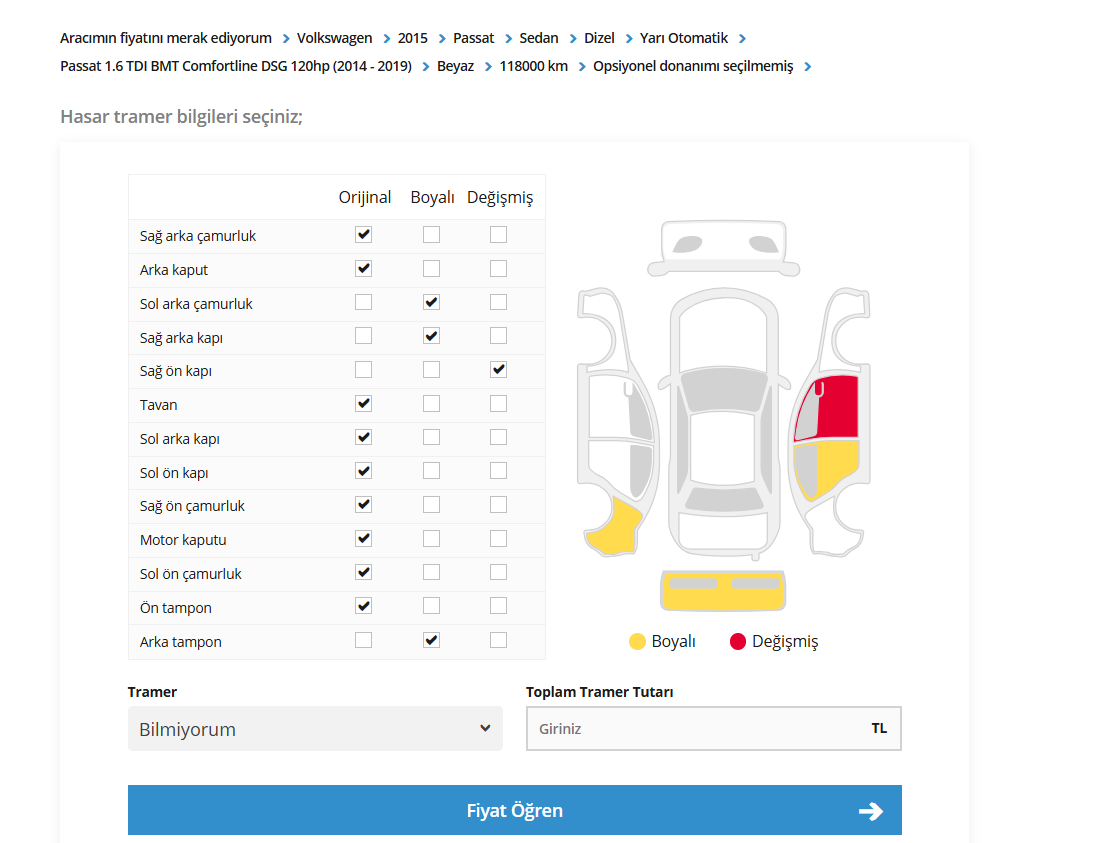 Aracımın fiyatını merak ediyorum > Volkswagen > 2015 > Passat > Sedan > Dizel > Yarı Otomatik >
Passat 1.6 TDI BMT Comfortline DSG 120hp (2014 - 2019) > Beyaz > 118000 km > Opsiyonel donanımı seçilmemiş >
Hasar tramer bilgileri seçiniz;
Orijinal Boyalı Değişmiş
Sağ arka çamurluk
Arka kaput
Sol arka çamurluk
Sağ arka kapı
Sağ ön kapı
Tavan
Sol arka kapı
Sol ön kapı
Sağ ön çamurluk
Motor kaputu
Sol ön çamurluk
Ön tampon
Arka tampon
Boyalı Değişmiş
Tramer
Bilmiyorum
Toplam Tramer Tutarı
Giriniz TL
Fiyat Öğren